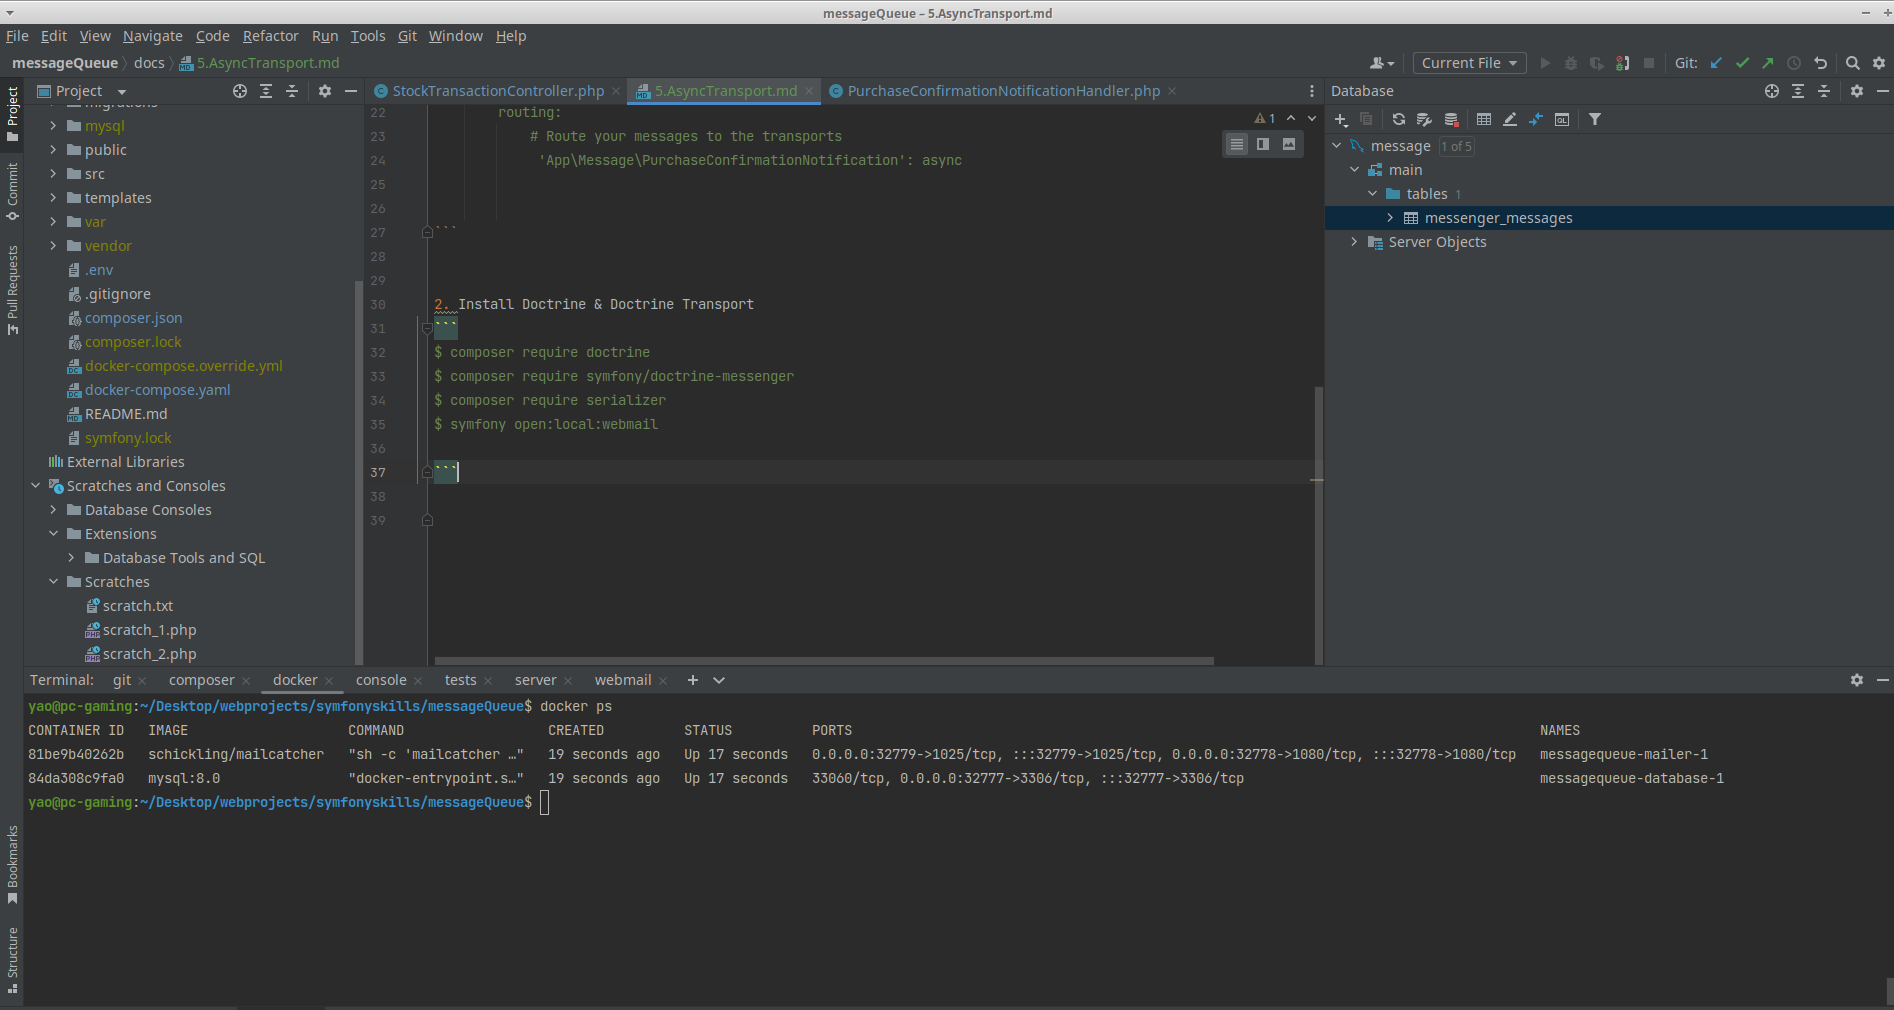 messageQueue – 5.AsyncTransport.md
File Edit View Navigate Code Refactor Run Tools Git Window Help
messageQueue docs 5.AsyncTransport.md
Current File
Git:
Project
Commit
Pull Requests
Bookmarks
Structure
Project
migrations
mysql
public
src
templates
var
vendor
.env
.gitignore
composer.json
composer.lock
docker-compose.override.yml
docker-compose.yaml
README.md
symfony.lock
External Libraries
Scratches and Consoles
Database Consoles
Extensions
Database Tools and SQL
Scratches
scratch.txt
scratch_1.php
scratch_2.php
StockTransactionController.php 5.AsyncTransport.md PurchaseConfirmationNotificationHandler.php
1
22 routing:
23 # Route your messages to the transports
24 'App\Message\PurchaseConfirmationNotification': async
25
26
27 ```
28
29
30 2. Install Doctrine & Doctrine Transport
31 ```
32 $ composer require doctrine
33 $ composer require symfony/doctrine-messenger
34 $ composer require serializer
35 $ symfony open:local:webmail
36
37 ```
38
39
Database
QL
message 1 of 5
main
tables 1
messenger_messages
Server Objects
Terminal: git composer docker console tests server webmail
yao@pc-gaming:~/Desktop/webprojects/symfonyskills/messageQueue$ docker ps
CONTAINER ID IMAGE COMMAND CREATED STATUS PORTS NAMES
81be9b40262b schickling/mailcatcher "sh -c 'mailcatcher …" 19 seconds ago Up 17 seconds 0.0.0.0:32779->1025/tcp, :::32779->1025/tcp, 0.0.0.0:32778->1080/tcp, :::32778->1080/tcp messagequeue-mailer-1
84da308c9fa0 mysql:8.0 "docker-entrypoint.s…" 19 seconds ago Up 17 seconds 33060/tcp, 0.0.0.0:32777->3306/tcp, :::32777->3306/tcp messagequeue-database-1
yao@pc-gaming:~/Desktop/webprojects/symfonyskills/messageQueue$